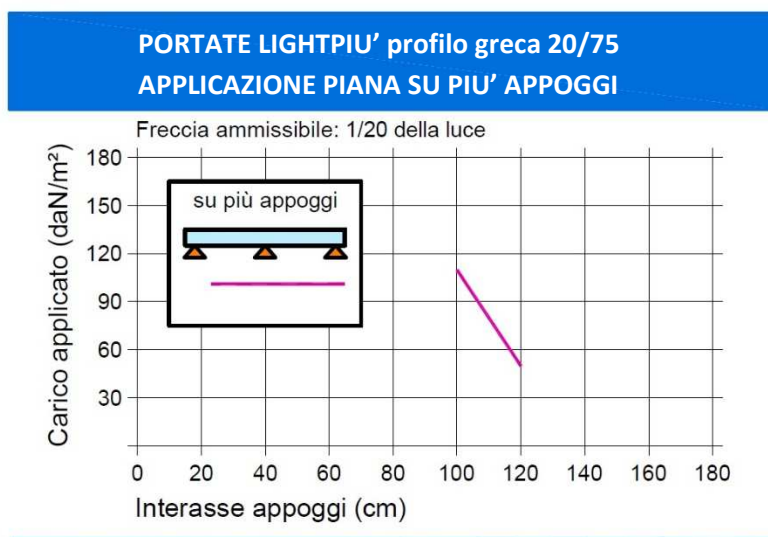 PORTATE LIGHTPIU’ profilo greca 20/75
APPLICAZIONE PIANA SU PIU’ APPOGGI
Freccia ammissibile: 1/20 della luce
Carico applicato (daN/m²)
180
150
120
90
60
30
su più appoggi
0 20 40 60 80 100 120 140 160 180
Interasse appoggi (cm)